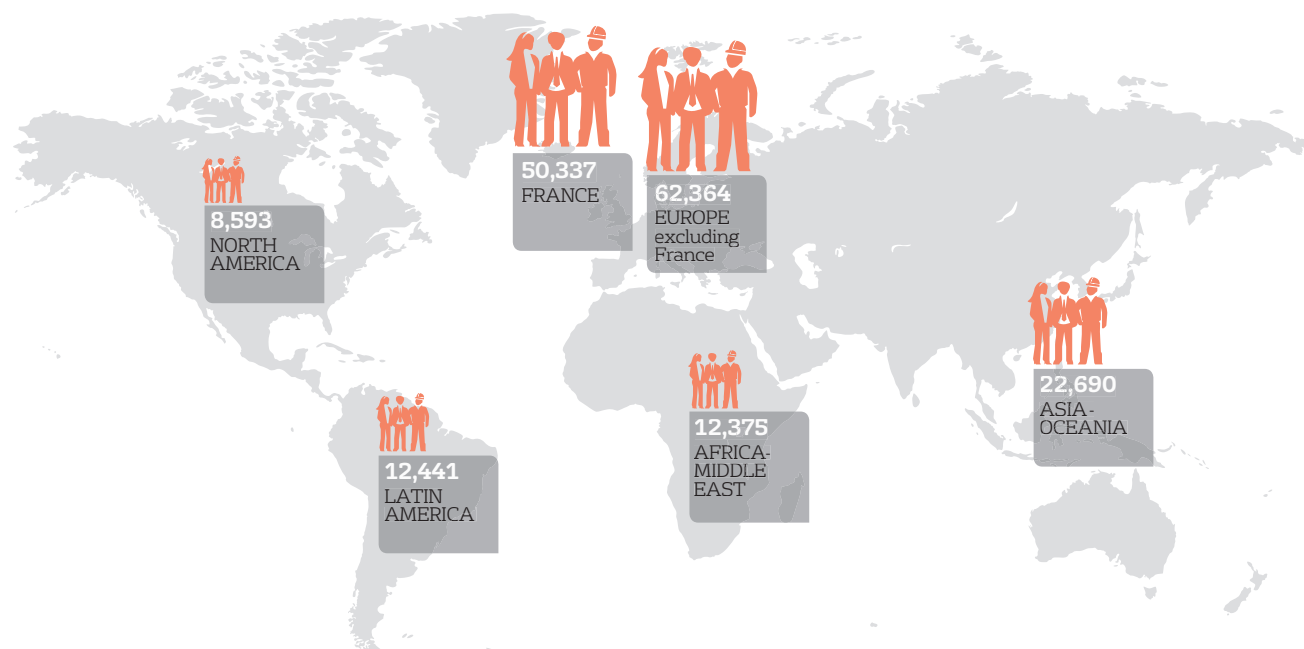 50,337
FRANCE
62,364
EUROPE
excluding
France
8,593
NORTH
AMERICA
22,690
ASIA-
OCEANIA
12,375
AFRICA-
MIDDLE
EAST
12,441
LATIN
AMERICA